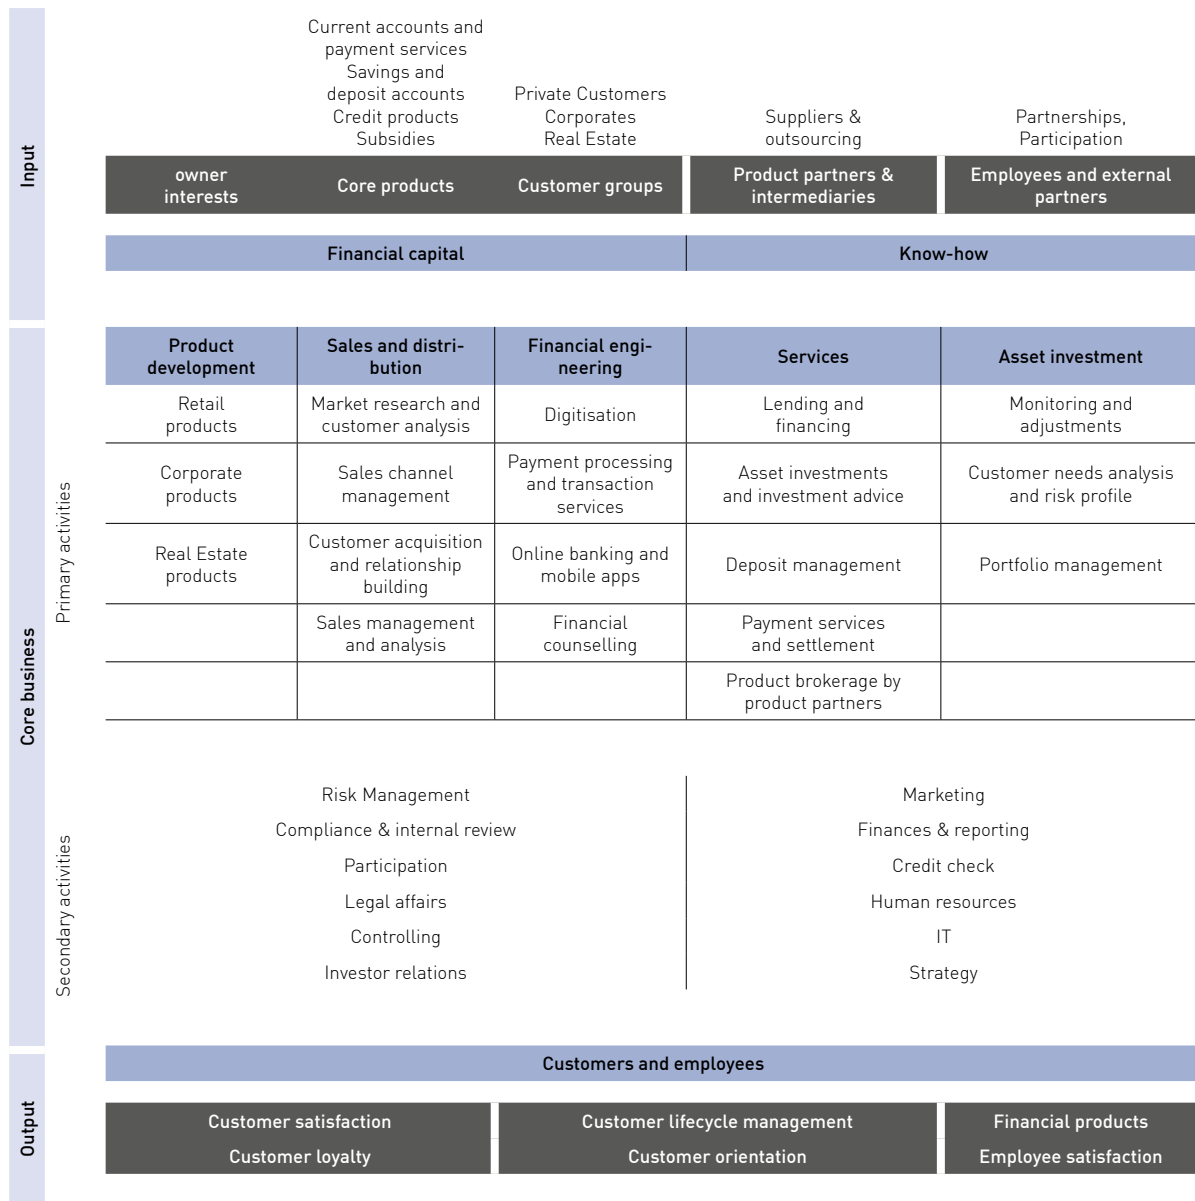 Input
Current accounts and
payment services
Savings and
deposit accounts
Credit products
Subsidies
Private Customers
Corporates
Real Estate
Suppliers &
outsourcing
Partnerships,
Participation
owner
interests
Core products
Customer groups
Product partners &
intermediaries
Employees and external
partners
Financial capital
Know-how
Core business
Primary activities
Product
development
Sales and distri-
bution
Financial engi-
neering
Services
Asset investment
Retail
products
Market research and
customer analysis
Digitisation
Lending and
financing
Monitoring and
adjustments
Corporate
products
Sales channel
management
Payment processing
and transaction
services
Asset investments
and investment advice
Customer needs analysis
and risk profile
Real Estate
products
Customer acquisition
and relationship
building
Online banking and
mobile apps
Deposit management
Portfolio management
Sales management
and analysis
Financial
counselling
Payment services
and settlement
Product brokerage by
product partners
Secondary activities
Risk Management
Compliance & internal review
Participation
Legal affairs
Controlling
Investor relations
Marketing
Finances & reporting
Credit check
Human resources
IT
Strategy
Output
Customers and employees
Customer satisfaction
Customer loyalty
Customer lifecycle management
Customer orientation
Financial products
Employee satisfaction